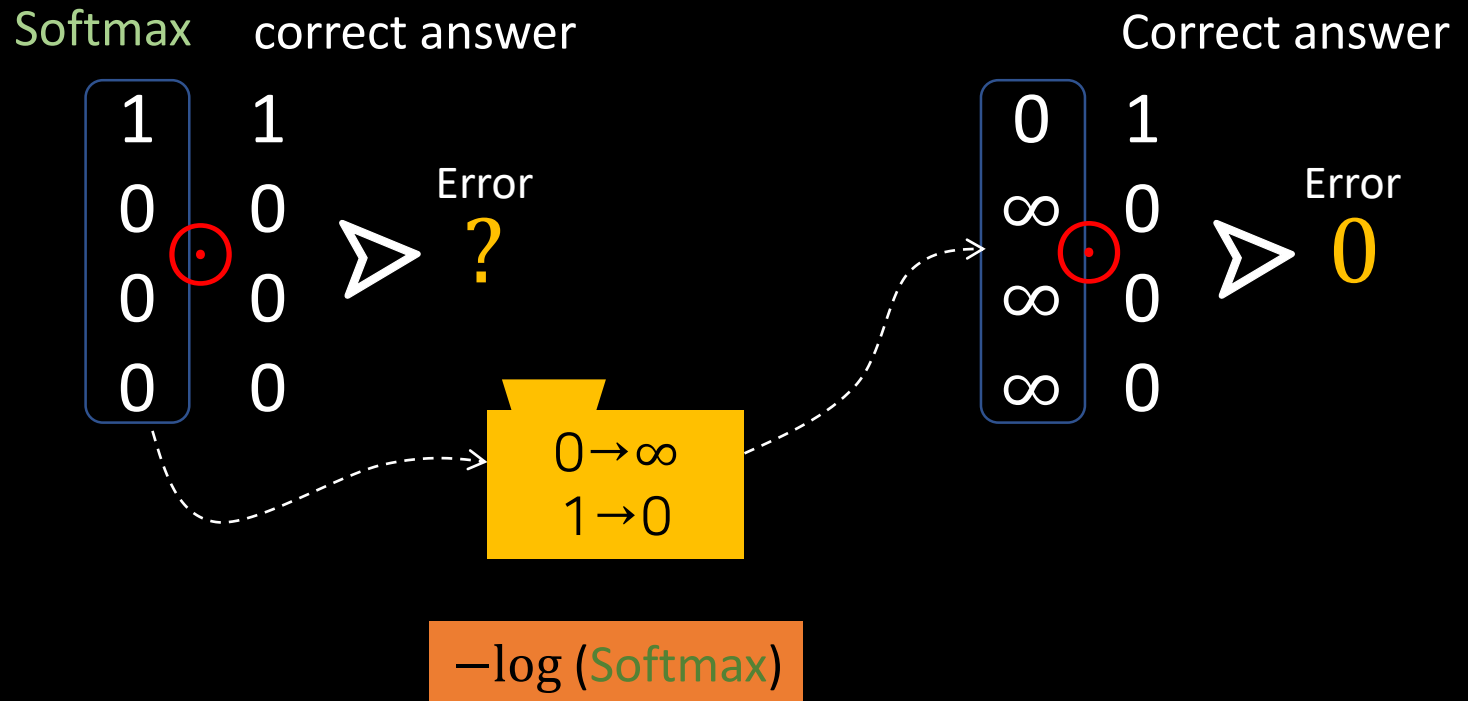 Softmax correct answer Correct answer
1 1 0 1
Error Error
0 0 ? ∞ 0 0
0 0 ∞ 0
0 0 ∞ 0
0→∞
1→0
−log (Softmax)